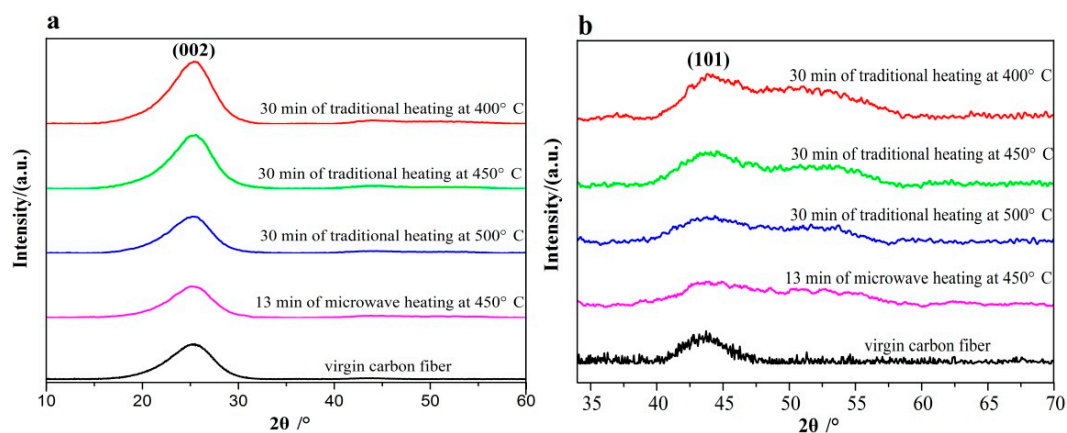 a
(002)
30 min of traditional heating at 400° C
30 min of traditional heating at 450° C
30 min of traditional heating at 500° C
13 min of microwave heating at 450° C
virgin carbon fiber
Intensity/(a.u.)
10 20 30 40 50 60
2θ /°
b
(101)
30 min of traditional heating at 400° C
30 min of traditional heating at 450° C
30 min of traditional heating at 500° C
13 min of microwave heating at 450° C
virgin carbon fiber
Intensity/(a.u.)
35 40 45 50 55 60 65 70
2θ /°